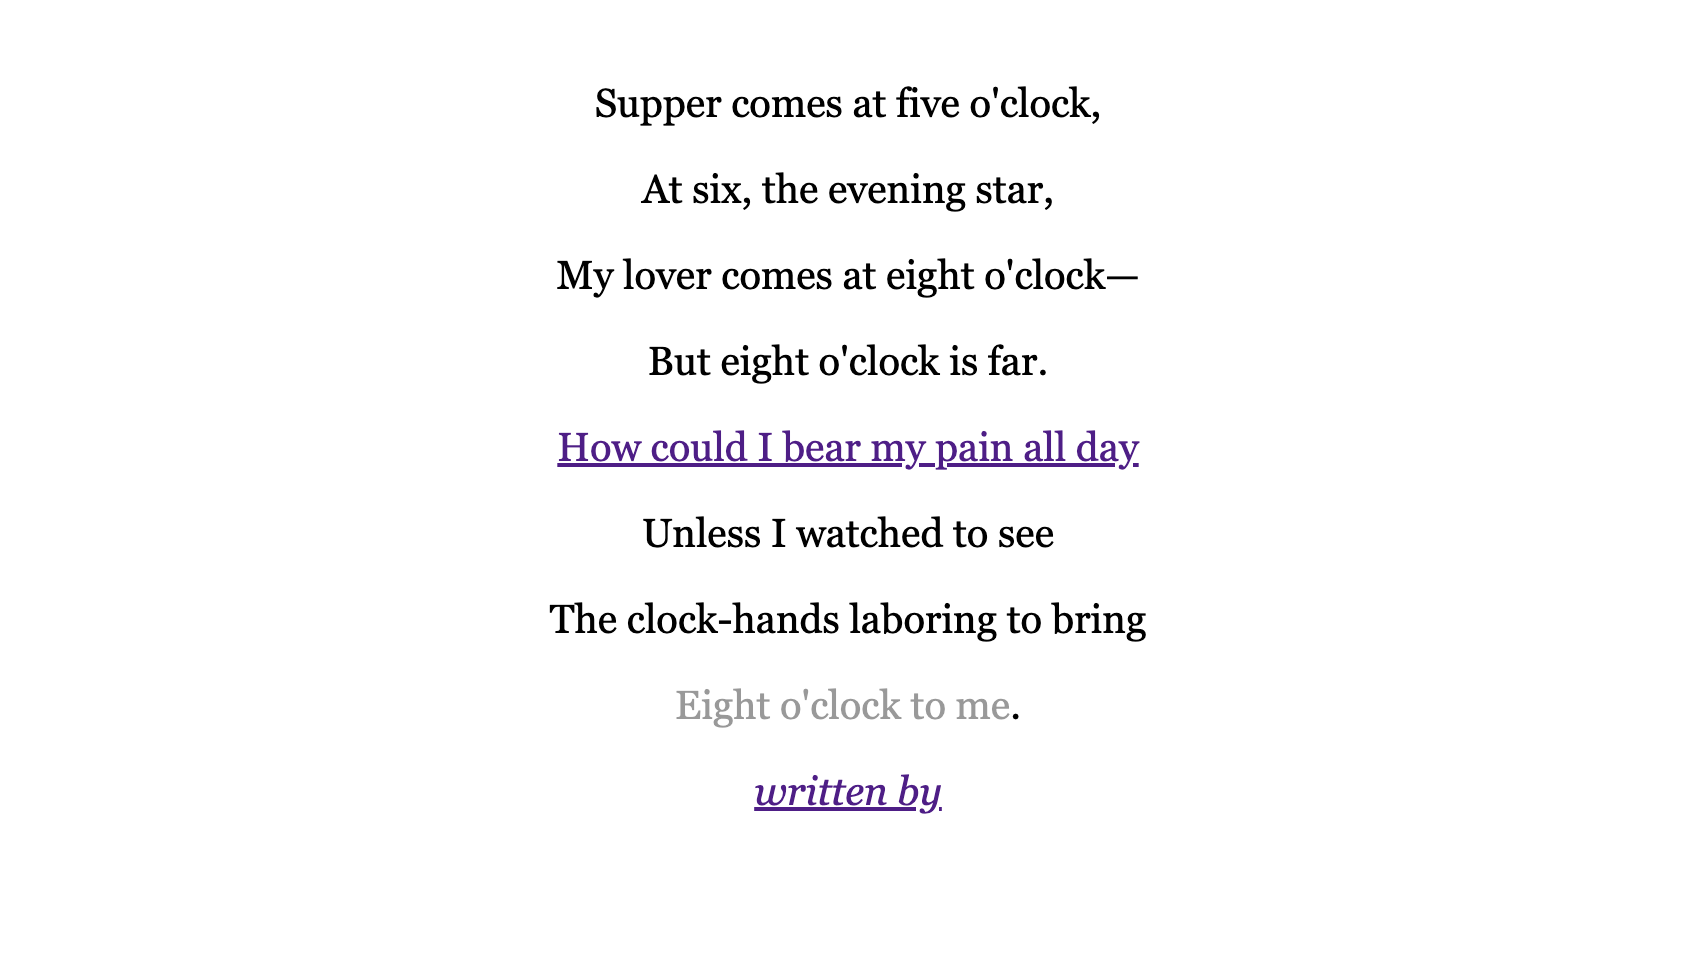 Supper comes at five o'clock,
At six, the evening star,
My lover comes at eight o'clock—
But eight o'clock is far.
How could I bear my pain all day
Unless I watched to see
The clock-hands laboring to bring
Eight o'clock to me.
written by